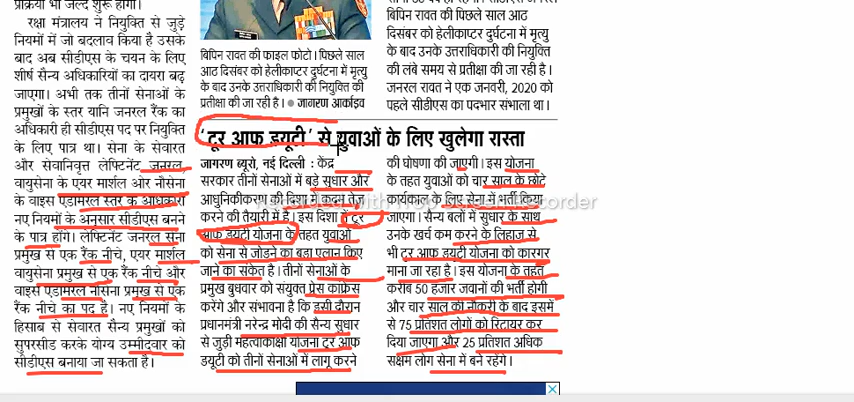 प्रक्रिया भी जल्द शुरू होगी।
रक्षा मंत्रालय ने नियुक्ति से जुड़े
नियमों में जो बदलाव किया है उसके
बाद अब सीडीएस के चयन के लिए
शीर्ष सैन्य अधिकारियों का दायरा बढ़
जाएगा। अभी तक तीनों सेनाओं के
प्रमुखों के स्तर यानि जनरल रैंक का
अधिकारी ही सीडीएस पद पर नियुक्ति
के लिए पात्र था। सेना के सेवारत
और सेवानिवृत्त लेफ्टिनेंट जनरल,
वायुसेना के एयर मार्शल ओर नौसेना
के वाइस एडमिरल स्तर के अधिकारी
नए नियमों के अनुसार सीडीएस बनने
के पात्र होंगे। लेफ्टिनेंट जनरल सेना
प्रमुख से एक रैंक नीचे, एयर मार्शल
वायुसेना प्रमुख से एक रैंक नीचे और
वाइस एडमिरल नौसेना प्रमुख से एक
रैंक नीचे का पद है। नए नियमों के
हिसाब से सेवारत सैन्य प्रमुखों को
सुपरसीड करके योग्य उम्मीदवार को
सीडीएस बनाया जा सकता है।
बिपिन रावत की फाइल फोटो। पिछले साल
आठ दिसंबर को हेलीकाप्टर दुर्घटना में मृत्यु
के बाद उनके उत्तराधिकारी की नियुक्ति की
प्रतीक्षा की जा रही है। ● जागरण आर्काइव
बिपिन रावत की पिछले साल आठ
दिसंबर को हेलीकाप्टर दुर्घटना में मृत्यु
के बाद उनके उत्तराधिकारी की नियुक्ति
की लंबे समय से प्रतीक्षा की जा रही है।
जनरल रावत ने एक जनवरी, 2020 को
पहले सीडीएस का पदभार संभाला था।
'टूर आफ ड्यूटी' से युवाओं के लिए खुलेगा रास्ता
जागरण ब्यूरो, नई दिल्ली : केंद्र
सरकार तीनों सेनाओं में बड़े सुधार और
आधुनिकीकरण की दिशा में कदम तेज
करने की तैयारी में है। इस दिशा में टूर
आफ ड्यूटी योजना के तहत युवाओं
को सेना से जोड़ने का बड़ा एलान किए
जाने का संकेत है। तीनों सेनाओं के
प्रमुख बुधवार को संयुक्त प्रेस कांफ्रेंस
करेंगे और संभावना है कि इसी दौरान
प्रधानमंत्री नरेन्द्र मोदी की सैन्य सुधार
से जुड़ी महत्वाकांक्षी योजना टूर आफ
ड्यूटी को तीनों सेनाओं में लागू करने
की घोषणा की जाएगी। इस योजना
के तहत युवाओं को चार साल के छोटे
कार्यकाल के लिए सेना में भर्ती किया
जाएगा। सैन्य बलों में सुधार के साथ
उनके खर्च कम करने के लिहाज से
भी टूर आफ ड्यूटी योजना को कारगर
माना जा रहा है। इस योजना के तहत
करीब 50 हजार जवानों की भर्ती होगी
और चार साल की नौकरी के बाद इसमें
से 75 प्रतिशत लोगों को रिटायर कर
दिया जाएगा और 25 प्रतिशत अधिक
सक्षम लोग सेना में बने रहेंगे।